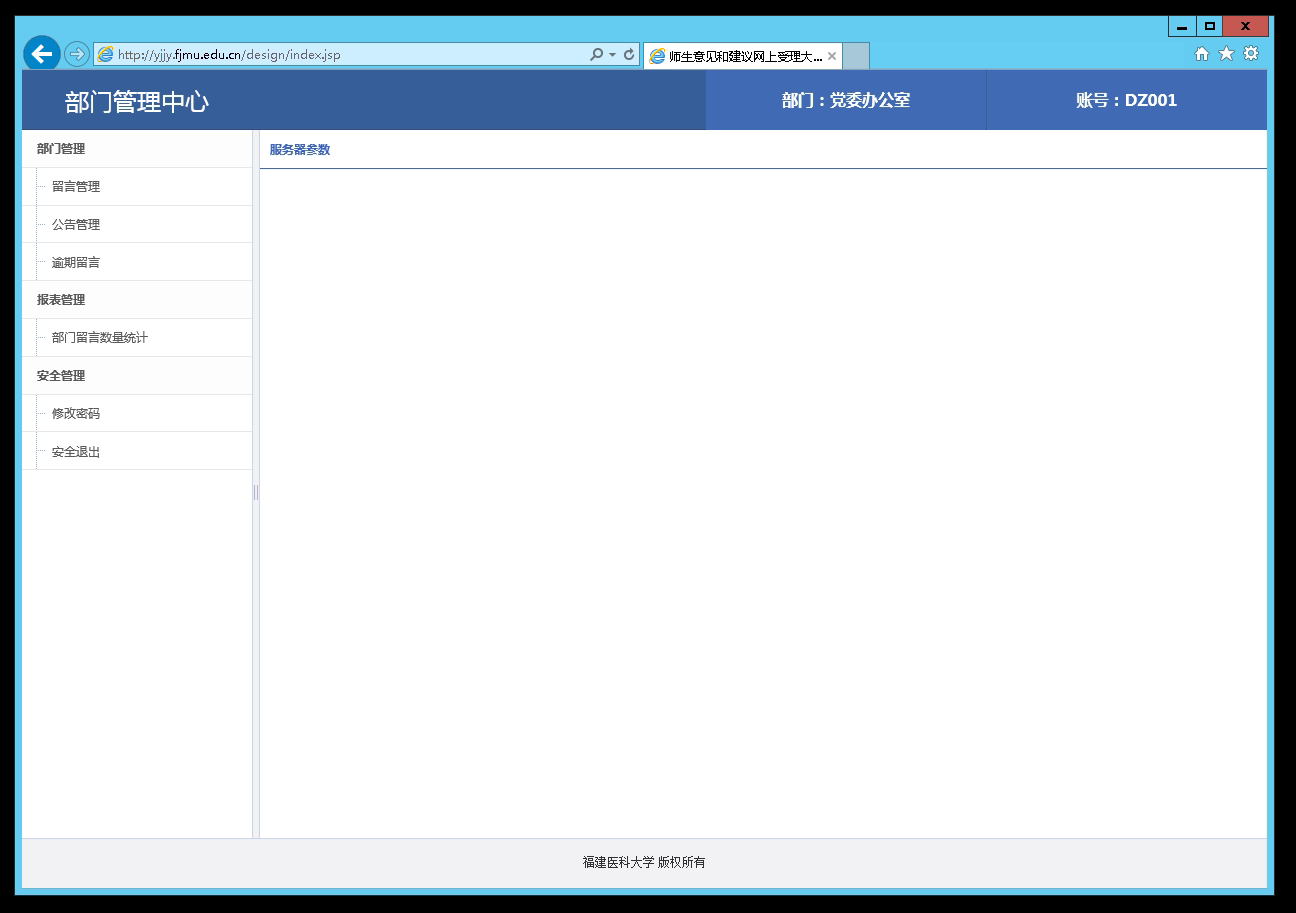 http://yjjy.fjmu.edu.cn/design/index.jsp
师生意见和建议网上受理大...
部门管理中心
部门：党委办公室
账号：DZ001
部门管理
留言管理
公告管理
逾期留言
报表管理
部门留言数量统计
安全管理
修改密码
安全退出
服务器参数
福建医科大学 版权所有